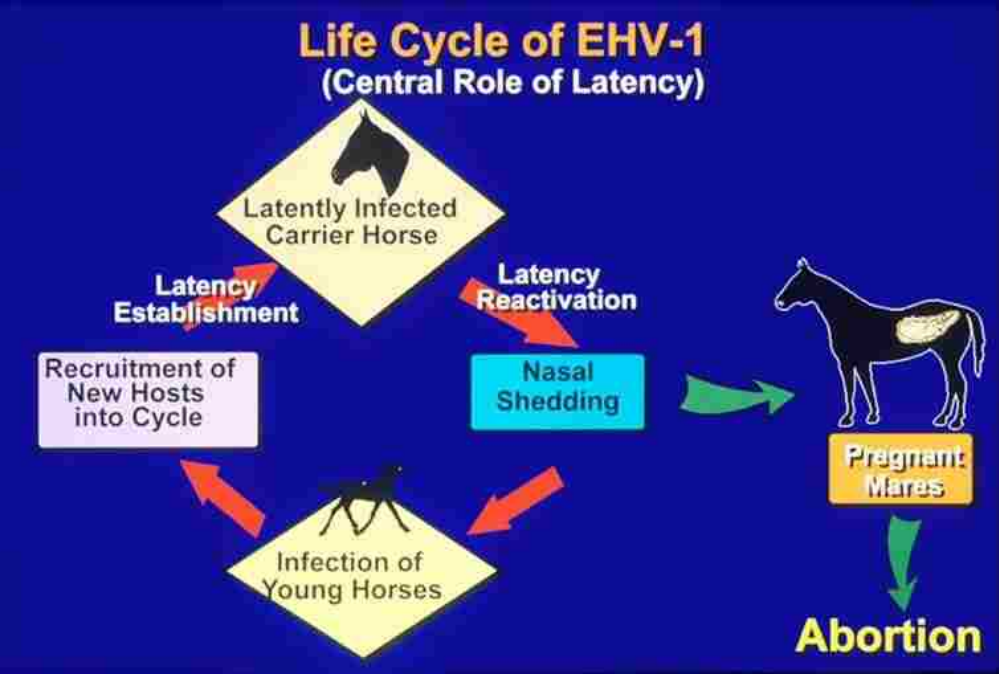 Life Cycle of EHV-1
(Central Role of Latency)
Latently Infected
Carrier Horse
Latency
Establishment
Latency
Reactivation
Recruitment of
New Hosts
into Cycle
Nasal
Shedding
Pregnant
Mares
Infection of
Young Horses
Abortion